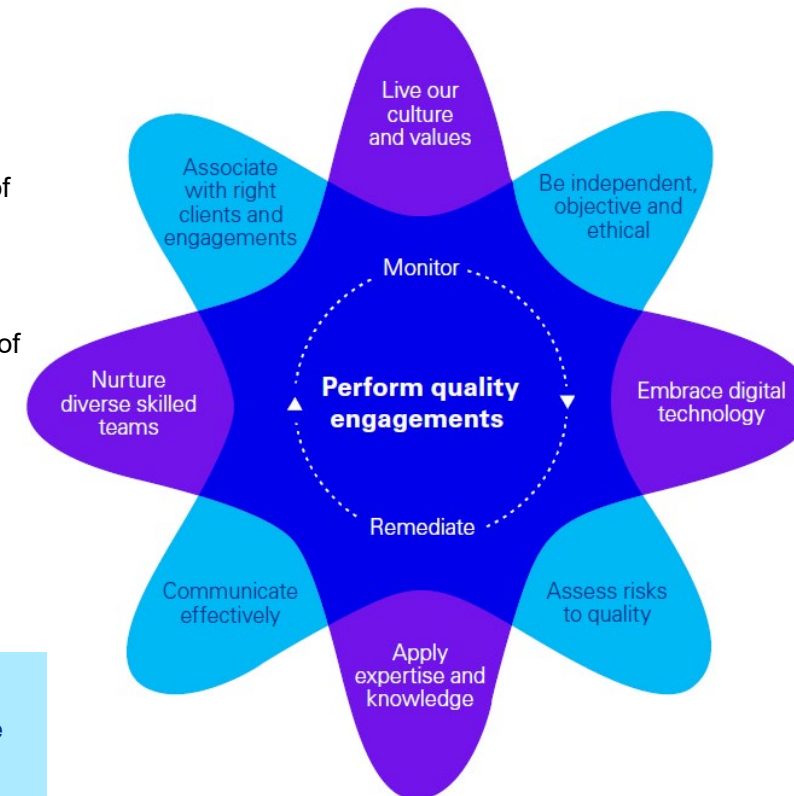 of
of
e
Live our
culture
and values
Be independent,
objective and
ethical
Embrace digital
technology
Assess risks
to quality
Apply
expertise and
knowledge
Communicate
effectively
Nurture
diverse skilled
teams
Associate
with right
clients and
engagements
Monitor
Perform quality
engagements
Remediate